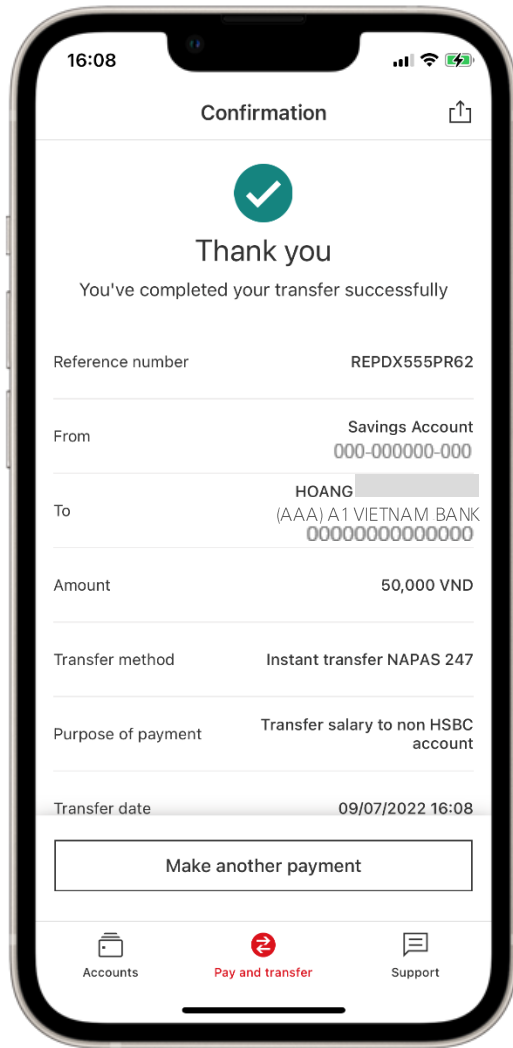 16:08
Confirmation
Thank you
You've completed your transfer successfully
Reference number REPDX555PR62
From Savings Account
000-000000-000
To HOANG
(AAA) A1 VIETNAM BANK
00000000000000
Amount 50,000 VND
Transfer method Instant transfer NAPAS 247
Purpose of payment Transfer salary to non HSBC
account
Transfer date 09/07/2022 16:08
Make another payment
Accounts Pay and transfer Support